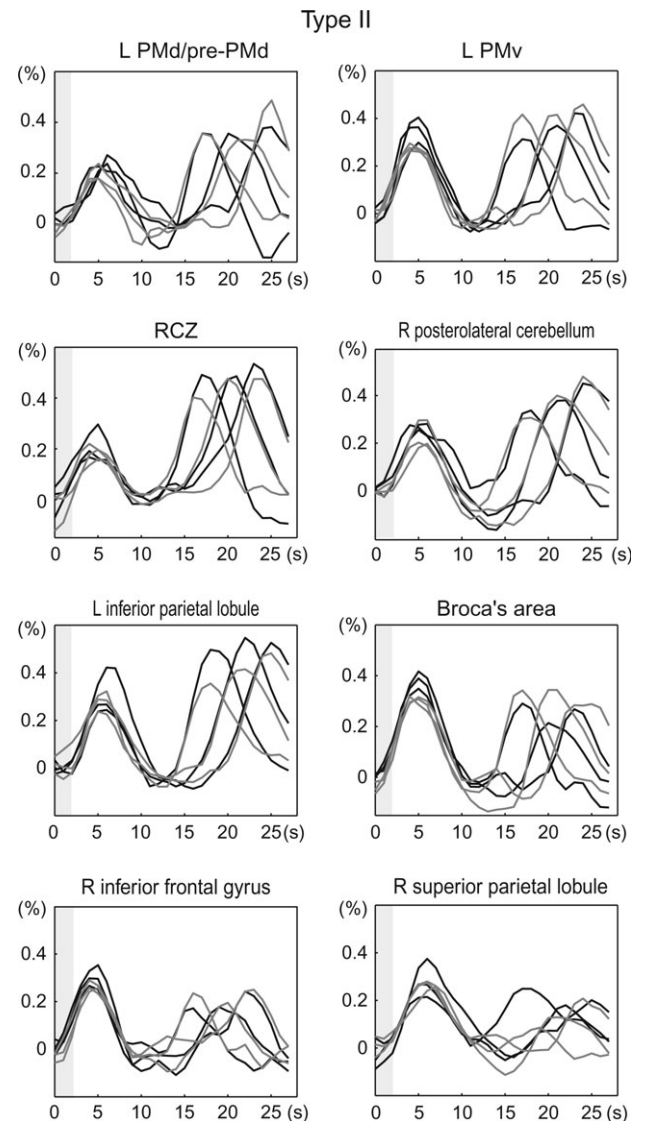 Type II
L PMd/pre-PMd
(%)
0.4
0.2
0
0 5 10 15 20 25 (s)
L PMv
(%)
0.4
0.2
0
0 5 10 15 20 25 (s)
RCZ
(%)
0.4
0.2
0
0 5 10 15 20 25 (s)
R posterolateral cerebellum
(%)
0.4
0.2
0
0 5 10 15 20 25 (s)
L inferior parietal lobule
(%)
0.4
0.2
0
0 5 10 15 20 25 (s)
Broca's area
(%)
0.4
0.2
0
0 5 10 15 20 25 (s)
R inferior frontal gyrus
(%)
0.4
0.2
0
0 5 10 15 20 25 (s)
R superior parietal lobule
(%)
0.4
0.2
0
0 5 10 15 20 25 (s)